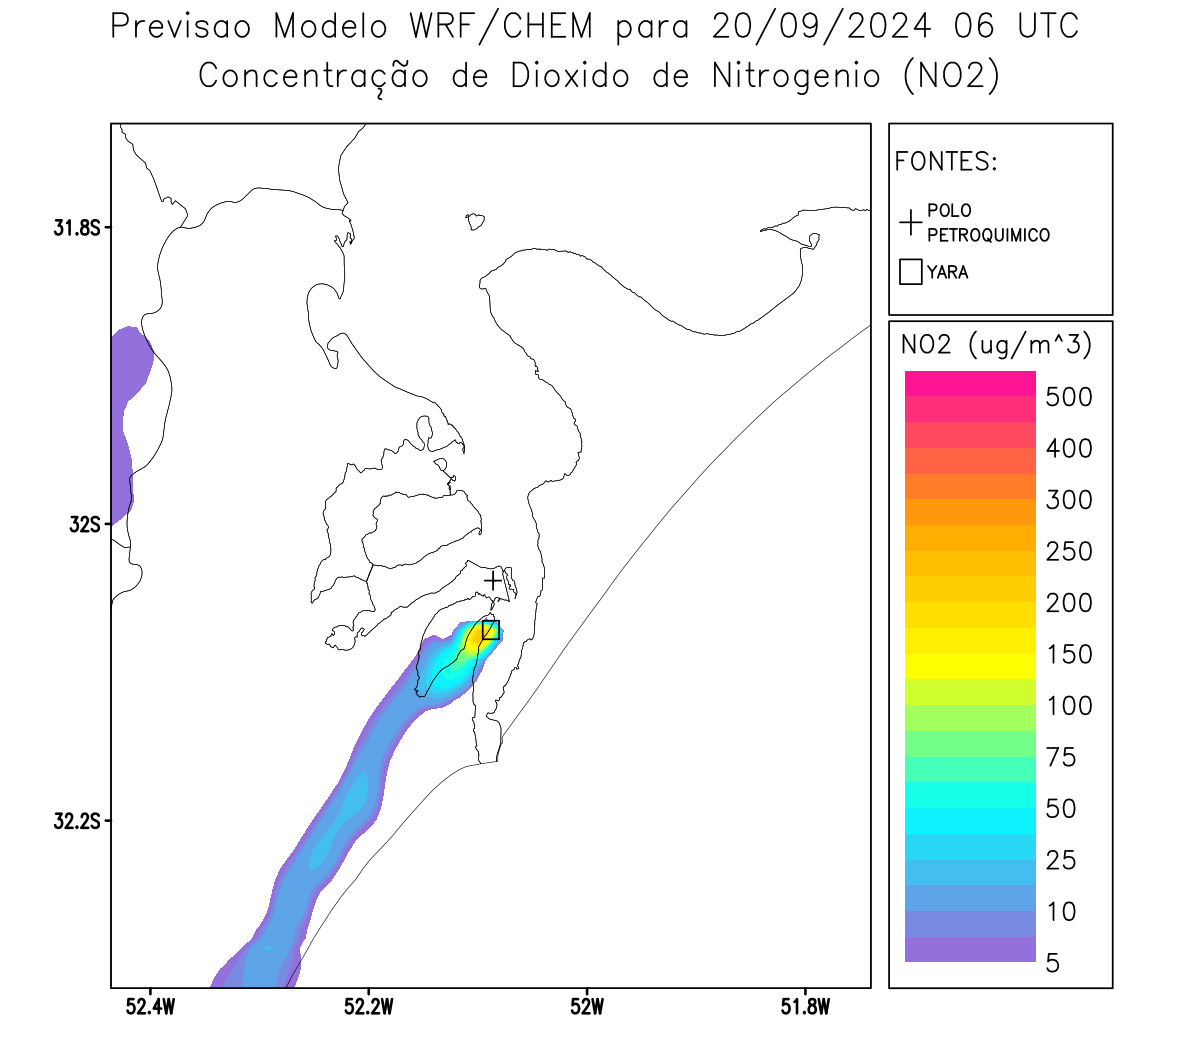 Previsao Modelo WRF/CHEM para 20/09/2024 06 UTC
Concentração de Dioxido de Nitrogenio (NO2)
FONTES:
POLO
PETROQUIMICO
YARA
NO2 (ug/m^3)
500
400
300
250
200
150
100
75
50
25
10
5
31.8S
32S
32.2S
52.4W
52.2W
52W
51.8W